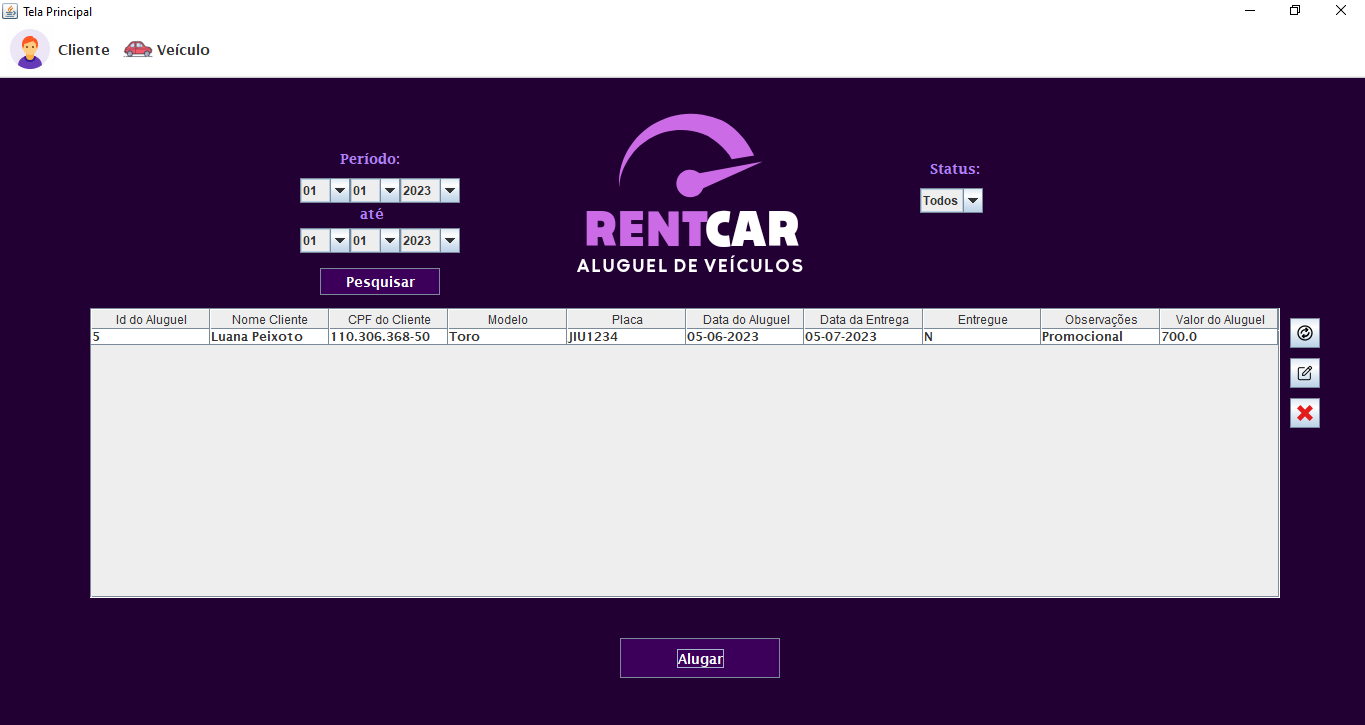 Tela Principal
Cliente Veículo
Período:
01 01 2023
até
01 01 2023
Pesquisar
RENTCAR
ALUGUEL DE VEÍCULOS
Status:
Todos
Id do Aluguel Nome Cliente CPF do Cliente Modelo Placa Data do Aluguel Data da Entrega Entregue Observações Valor do Aluguel
5 Luana Peixoto 110.306.368-50 Toro JIU1234 05-06-2023 05-07-2023 N Promocional 700.0
Alugar